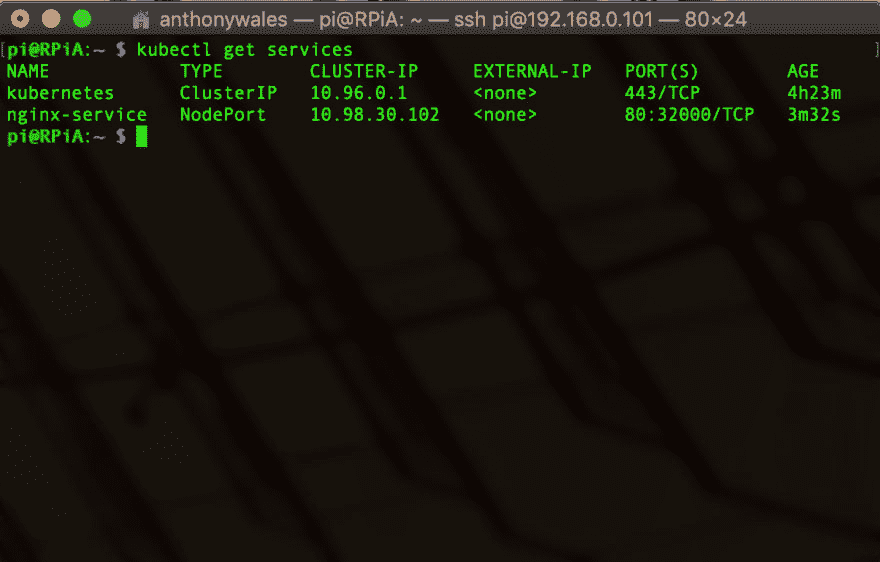 anthonywales — pi@RPiA: ~ — ssh pi@192.168.0.101 — 80×24
[pi@RPiA:~ $ kubectl get services ]
NAME TYPE CLUSTER-IP EXTERNAL-IP PORT(S) AGE
kubernetes ClusterIP 10.96.0.1 <none> 443/TCP 4h23m
nginx-service NodePort 10.98.30.102 <none> 80:32000/TCP 3m32s
pi@RPiA:~ $